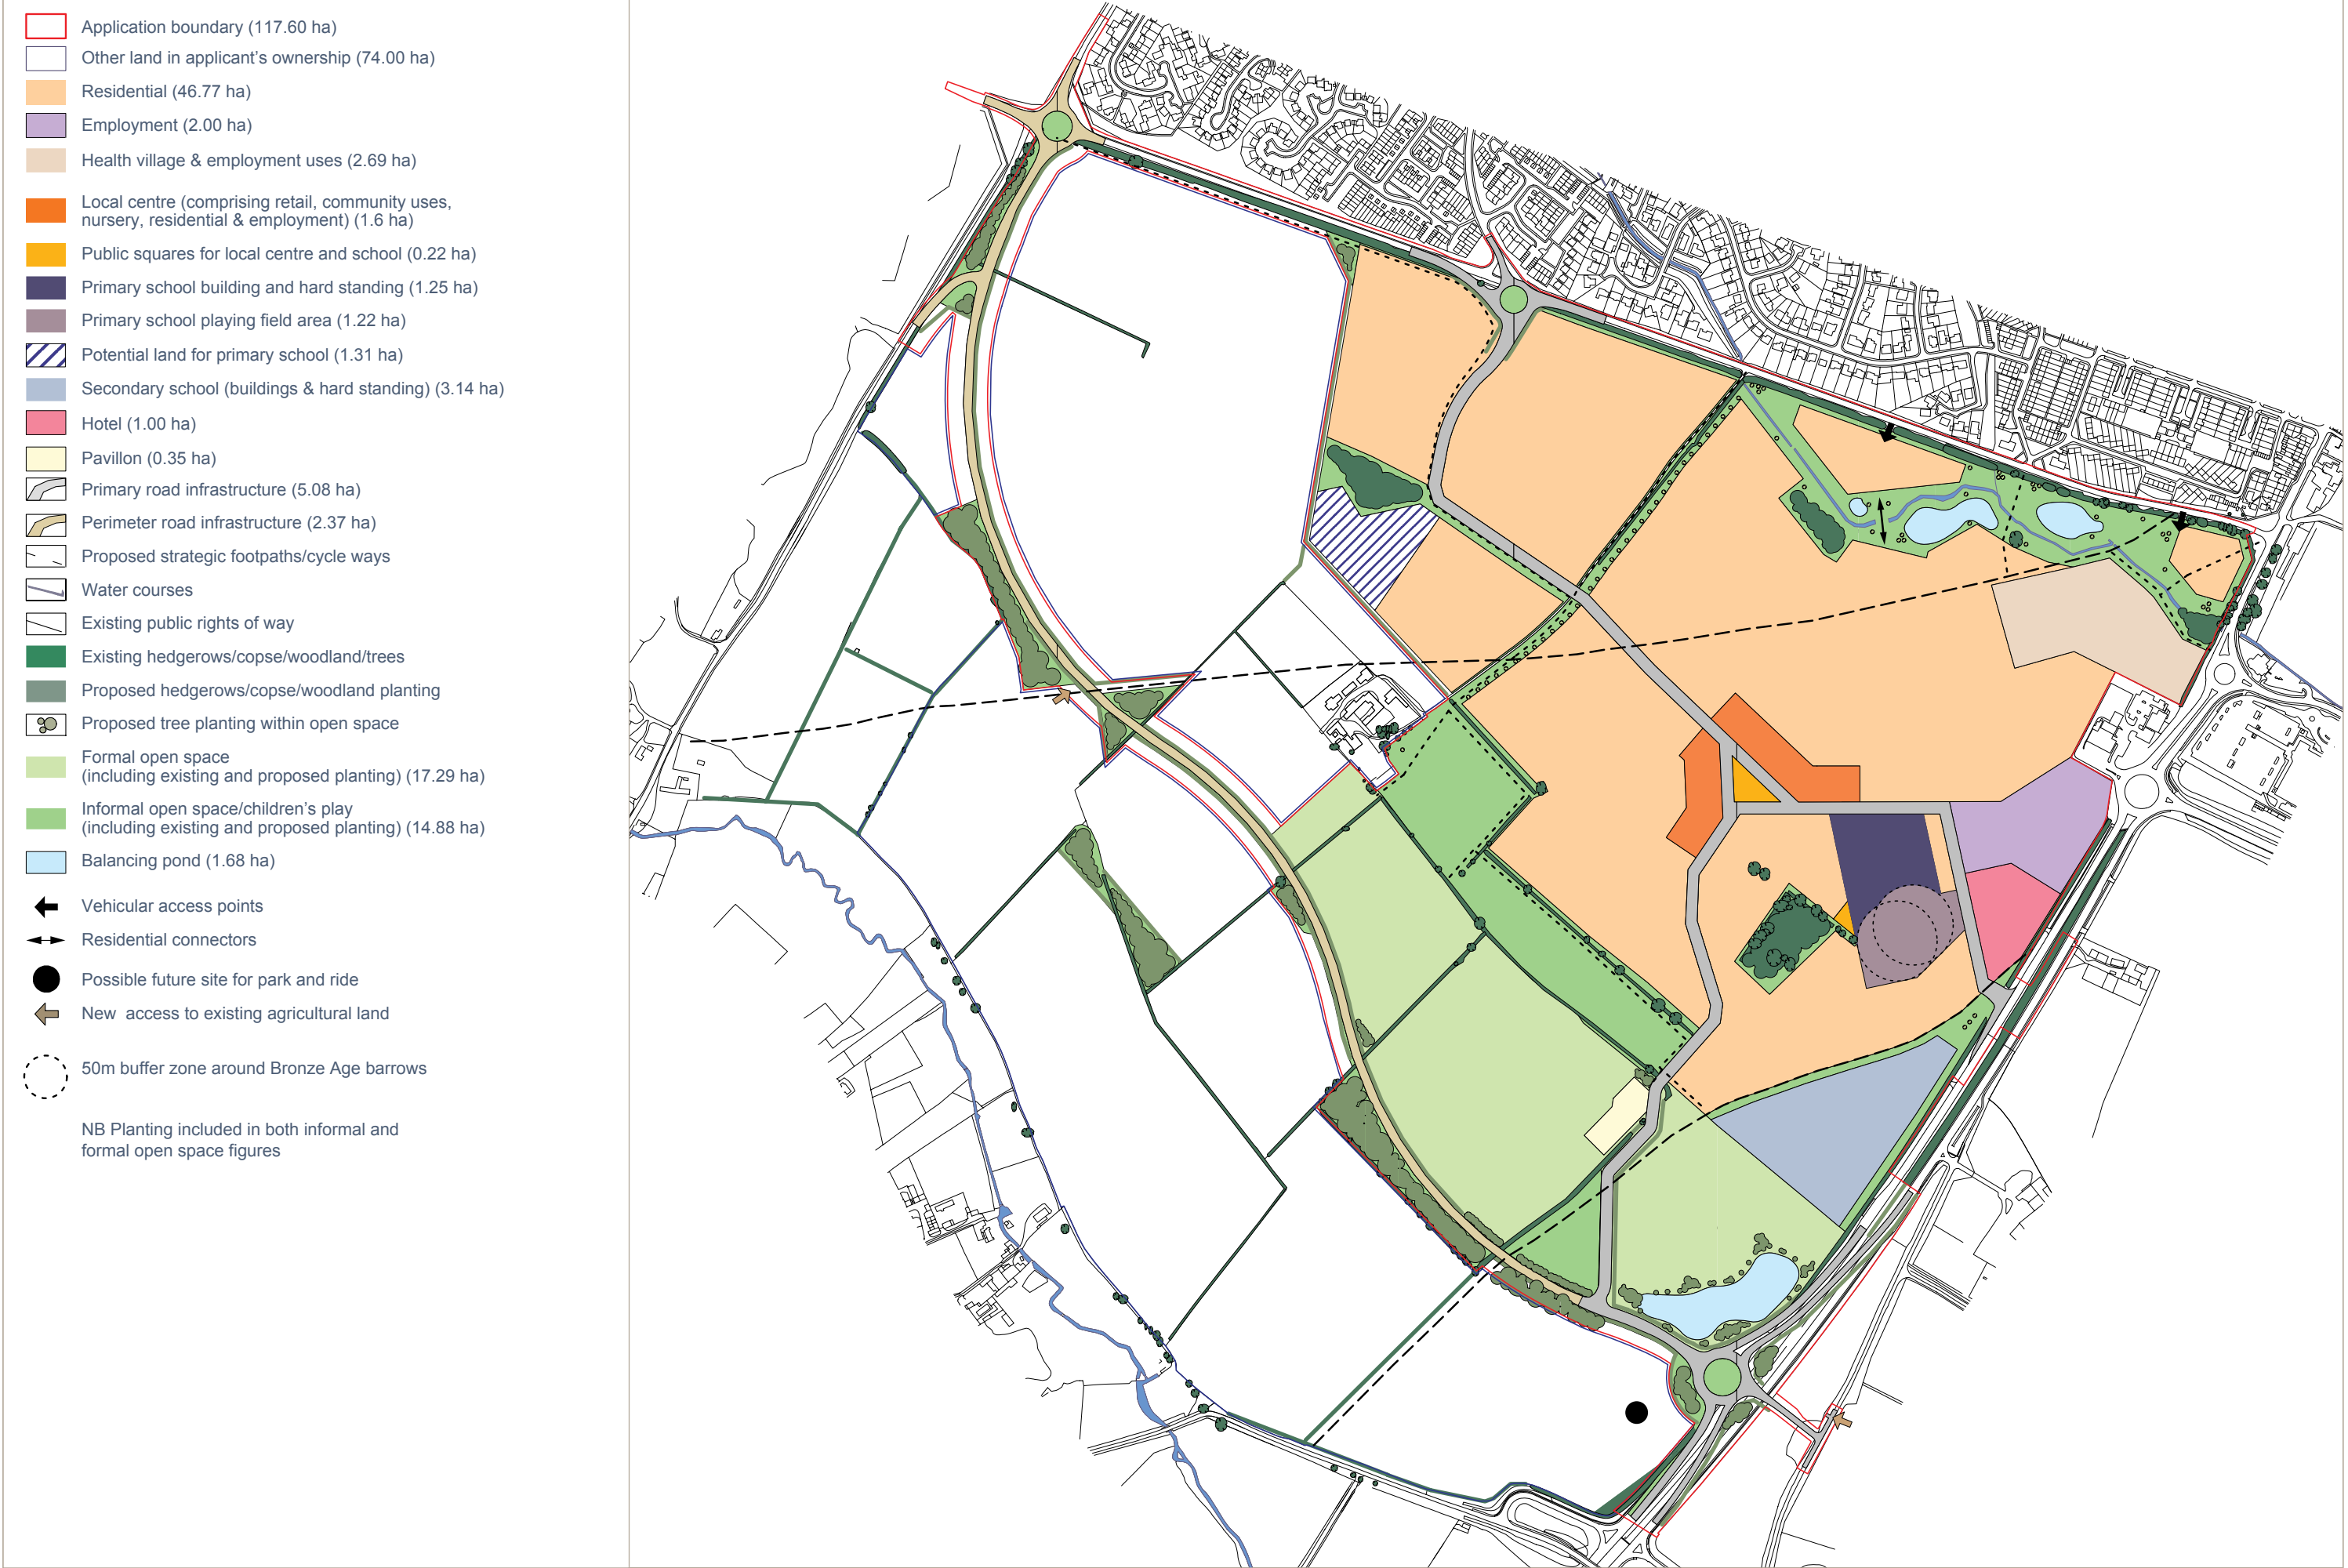 Application boundary (117.60 ha)
Other land in applicant's ownership (74.00 ha)
Residential (46.77 ha)
Employment (2.00 ha)
Health village & employment uses (2.69 ha)
Local centre (comprising retail, community uses,
nursery, residential & employment) (1.6 ha)
Public squares for local centre and school (0.22 ha)
Primary school building and hard standing (1.25 ha)
Primary school playing field area (1.22 ha)
Potential land for primary school (1.31 ha)
Secondary school (buildings & hard standing) (3.14 ha)
Hotel (1.00 ha)
Pavillon (0.35 ha)
Primary road infrastructure (5.08 ha)
Perimeter road infrastructure (2.37 ha)
Proposed strategic footpaths/cycle ways
Water courses
Existing public rights of way
Existing hedgerows/copse/woodland/trees
Proposed hedgerows/copse/woodland planting
Proposed tree planting within open space
Formal open space
(including existing and proposed planting) (17.29 ha)
Informal open space/children's play
(including existing and proposed planting) (14.88 ha)
Balancing pond (1.68 ha)
Vehicular access points
Residential connectors
Possible future site for park and ride
New access to existing agricultural land
50m buffer zone around Bronze Age barrows
NB Planting included in both informal and
formal open space figures